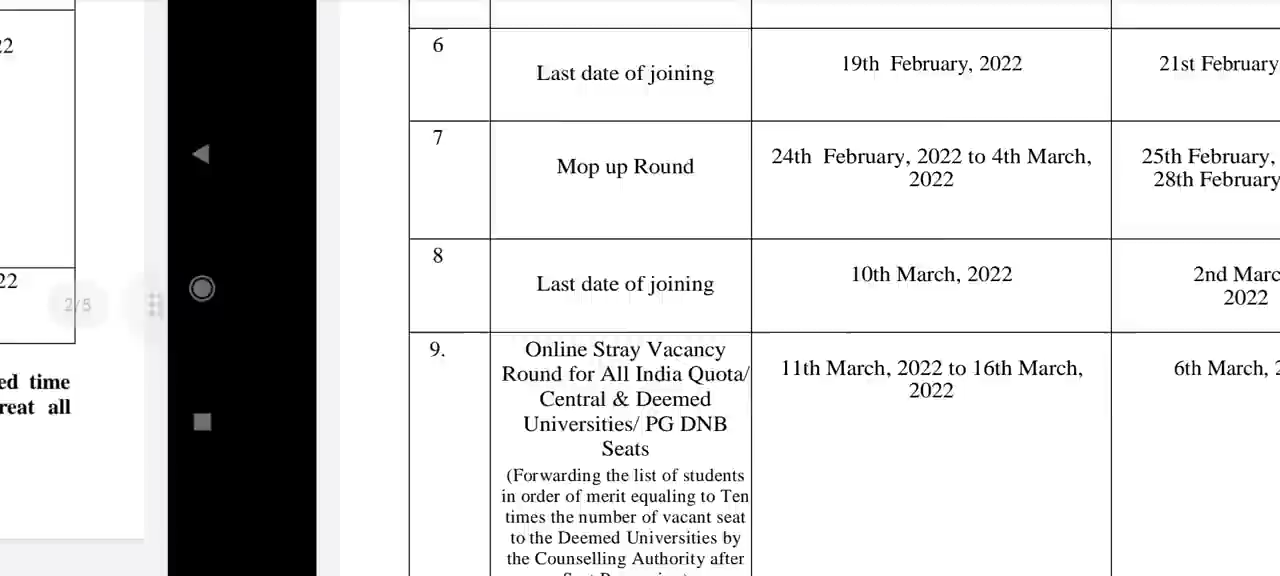 22
22
2/5
ed time
reat all
6
Last date of joining
19th February, 2022
21st February
7
Mop up Round
24th February, 2022 to 4th March,
2022
25th February,
28th February
8
Last date of joining
10th March, 2022
2nd Marc
2022
9.
Online Stray Vacancy
Round for All India Quota/
Central & Deemed
Universities/ PG DNB
Seats
(Forwarding the list of students
in order of merit equaling to Ten
times the number of vacant seat
to the Deemed Universities by
the Counselling Authority after
11th March, 2022 to 16th March,
2022
6th March, 2